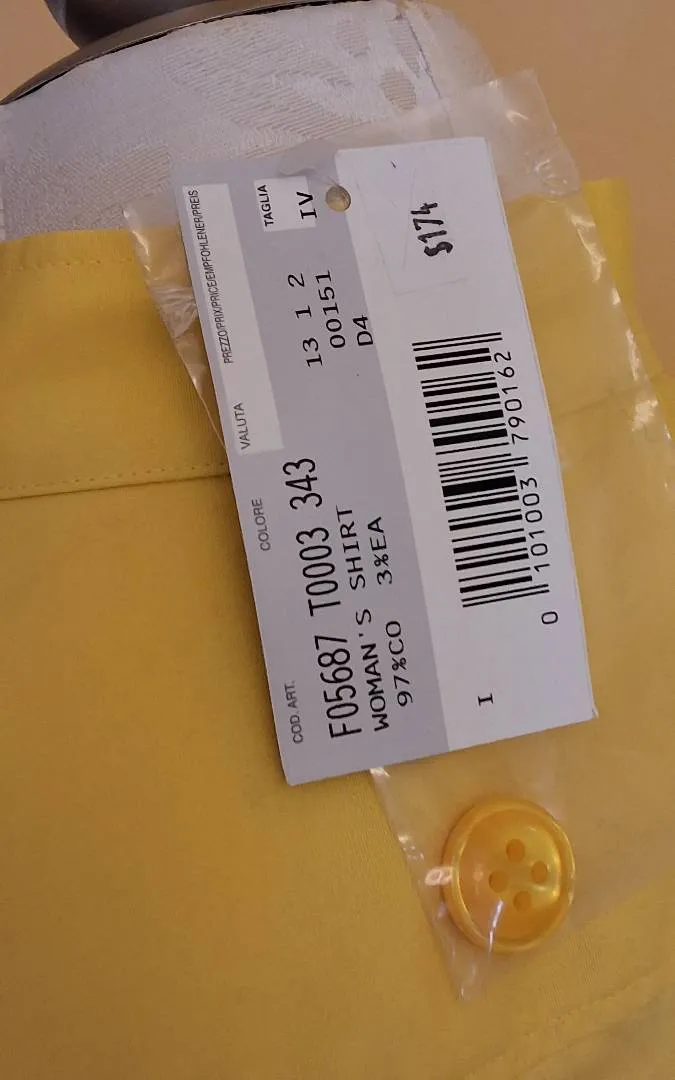 COD. ART. COLORE
F05687 T0003 343
WOMAN'S SHIRT
97%CO 3%EA
PREZZO/PRIX/PRICE/EMPFOHLENER/PREIS
VALUTA
TAGLIA
IV
13 1 2
00151
D4
$174
0 101003 790162
I